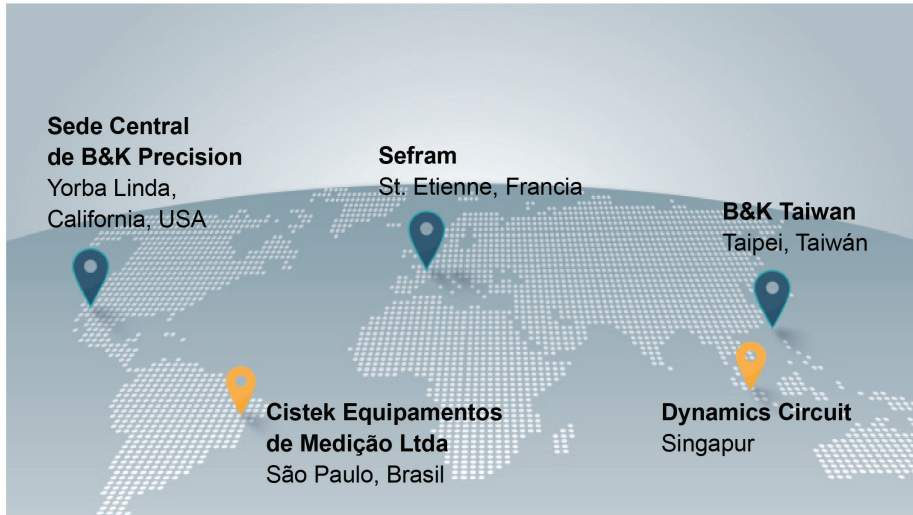 Sede Central
de B&K Precision
Yorba Linda,
California, USA
Sefram
St. Etienne, Francia
B&K Taiwan
Taipei, Taiwán
Cistek Equipamentos
de Medição Ltda
São Paulo, Brasil
Dynamics Circuit
Singapur